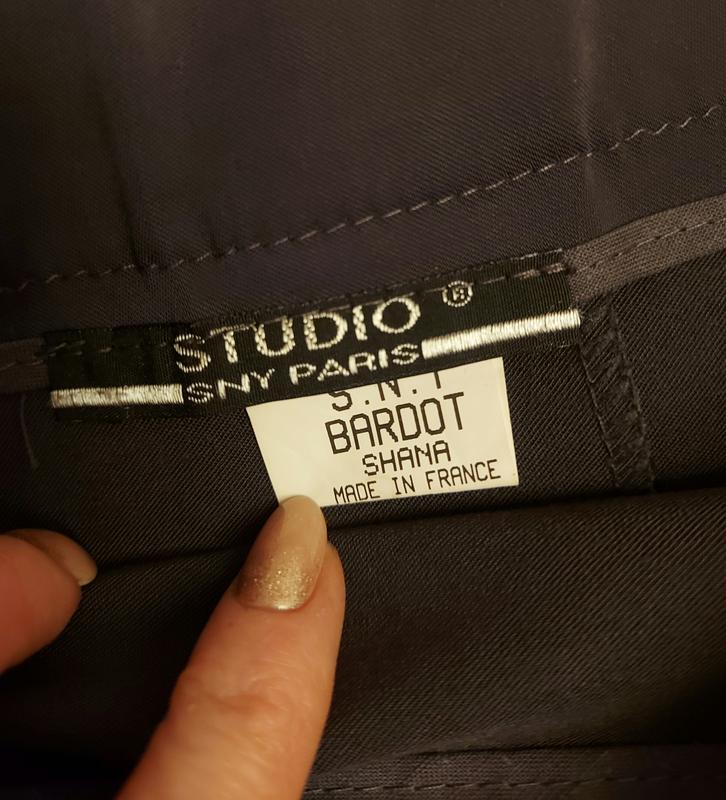 STUDIO ®
SNY PARIS
BARDOT
SHANA
MADE IN FRANCE